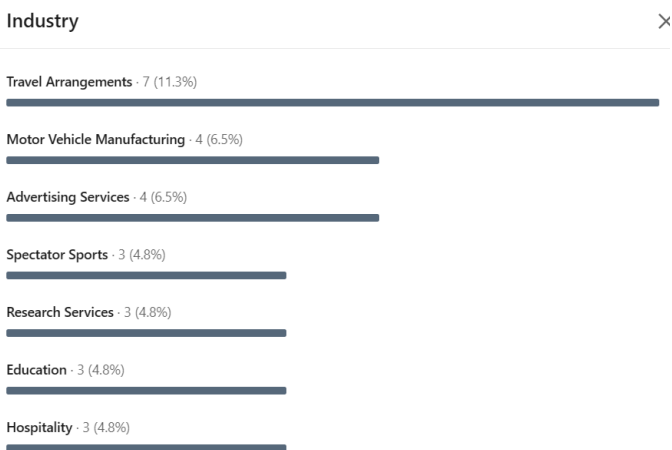 Industry
Travel Arrangements · 7 (11.3%)
Motor Vehicle Manufacturing · 4 (6.5%)
Advertising Services · 4 (6.5%)
Spectator Sports · 3 (4.8%)
Research Services · 3 (4.8%)
Education · 3 (4.8%)
Hospitality · 3 (4.8%)